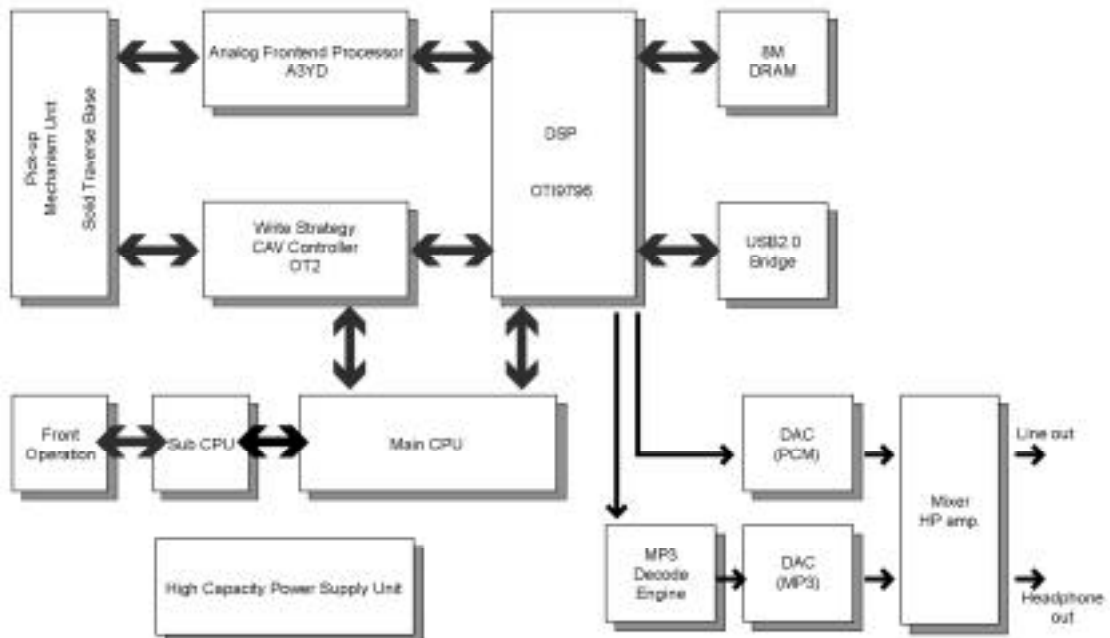 Pick-up
Mechanism Unit
Solid Traverse Base
Analog Frontend Processor
A3YD
DSP
OTI9796
8M
DRAM
Write Strategy
CAV Controller
OT2
USB2.0
Bridge
Front
Operation
Sub CPU
Main CPU
DAC
(PCM)
Mixer
HP amp.
Line out
MP3
Decode
Engine
DAC
(MP3)
Headphone
out
High Capacity Power Supply Unit